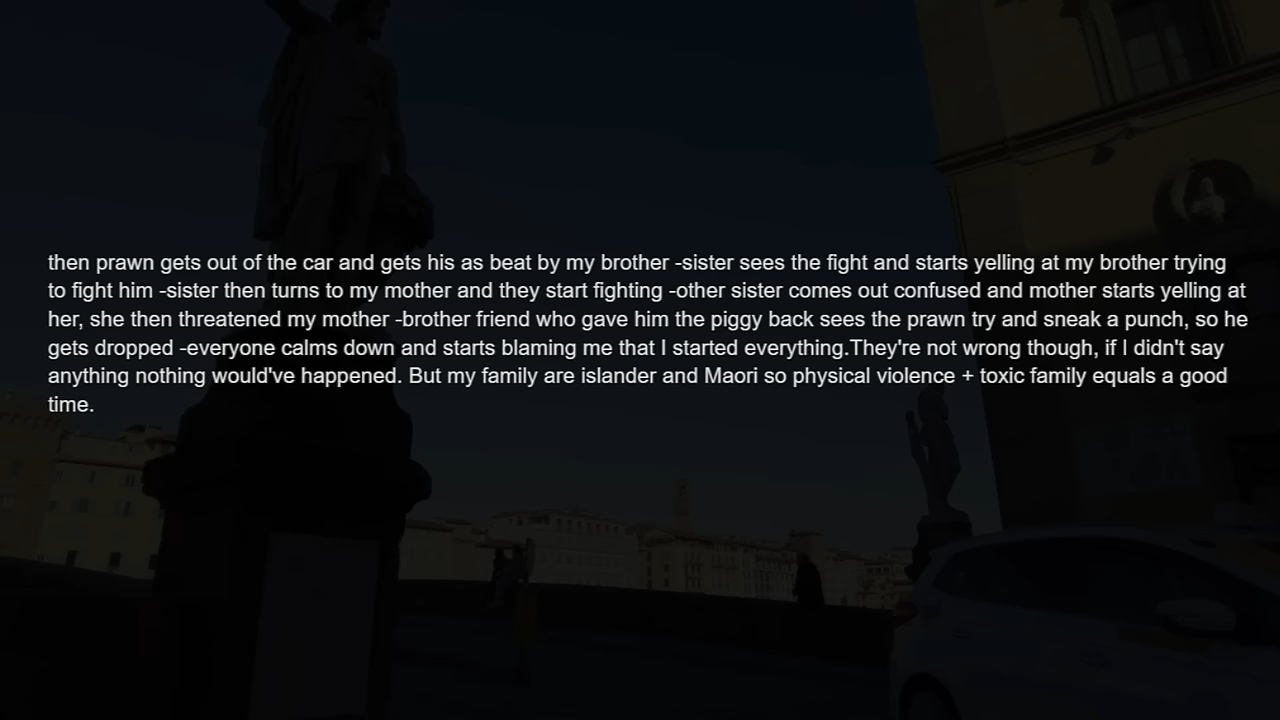 then prawn gets out of the car and gets his as beat by my brother -sister sees the fight and starts yelling at my brother trying
to fight him -sister then turns to my mother and they start fighting -other sister comes out confused and mother starts yelling at
her, she then threatened my mother -brother friend who gave him the piggy back sees the prawn try and sneak a punch, so he
gets dropped -everyone calms down and starts blaming me that I started everything.They're not wrong though, if I didn't say
anything nothing would've happened. But my family are islander and Maori so physical violence + toxic family equals a good
time.